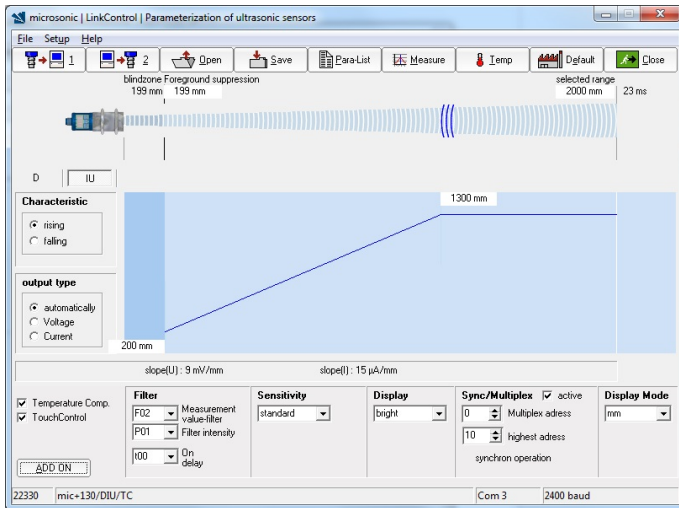 microsonic | LinkControl | Parameterization of ultrasonic sensors
File Setup Help
1 2 Open Save Para-List Measure Temp Default Close
blindzone Foreground suppression selected range
199 mm 199 mm 2000 mm 23 ms
D IU
Characteristic
rising
falling
1300 mm
output type
automatically
Voltage
Current
200 mm
slope(U) : 9 mV/mm slope(I) : 15 µA/mm
Temperature Comp.
TouchControl
ADD ON
Filter
F02 Measurement value-filter
P01 Filter intensity
t00 On delay
Sensitivity
standard
Display
bright
Sync/Multiplex active
0 Multiplex adress
10 highest adress
synchron operation
Display Mode
mm
22330 mic+130/DIU/TC Com 3 2400 baud